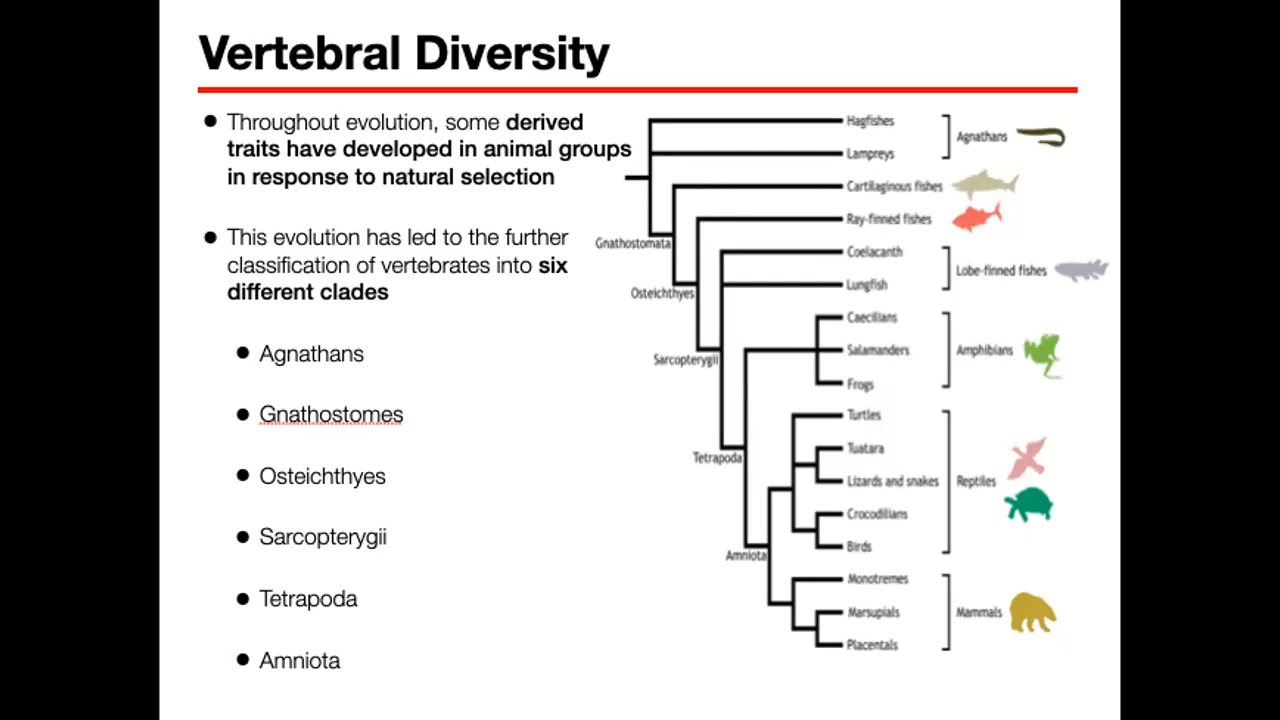 Vertebral Diversity
● Throughout evolution, some derived
traits have developed in animal groups
in response to natural selection
● This evolution has led to the further
classification of vertebrates into six
different clades
● Agnathans
● Gnathostomes
● Osteichthyes
● Sarcopterygii
● Tetrapoda
● Amniota
Hagfishes
Agnathans
Lampreys
Cartilaginous fishes
Ray-finned fishes
Gnathostomata
Coelacanth
Lobe-finned fishes
Lungfish
Osteichthyes
Caecilians
Salamanders
Amphibians
Sarcopterygii
Frogs
Turtles
Tuatara
Tetrapoda
Lizards and snakes
Reptiles
Crocodilians
Birds
Amniota
Monotremes
Marsupials
Mammals
Placentals